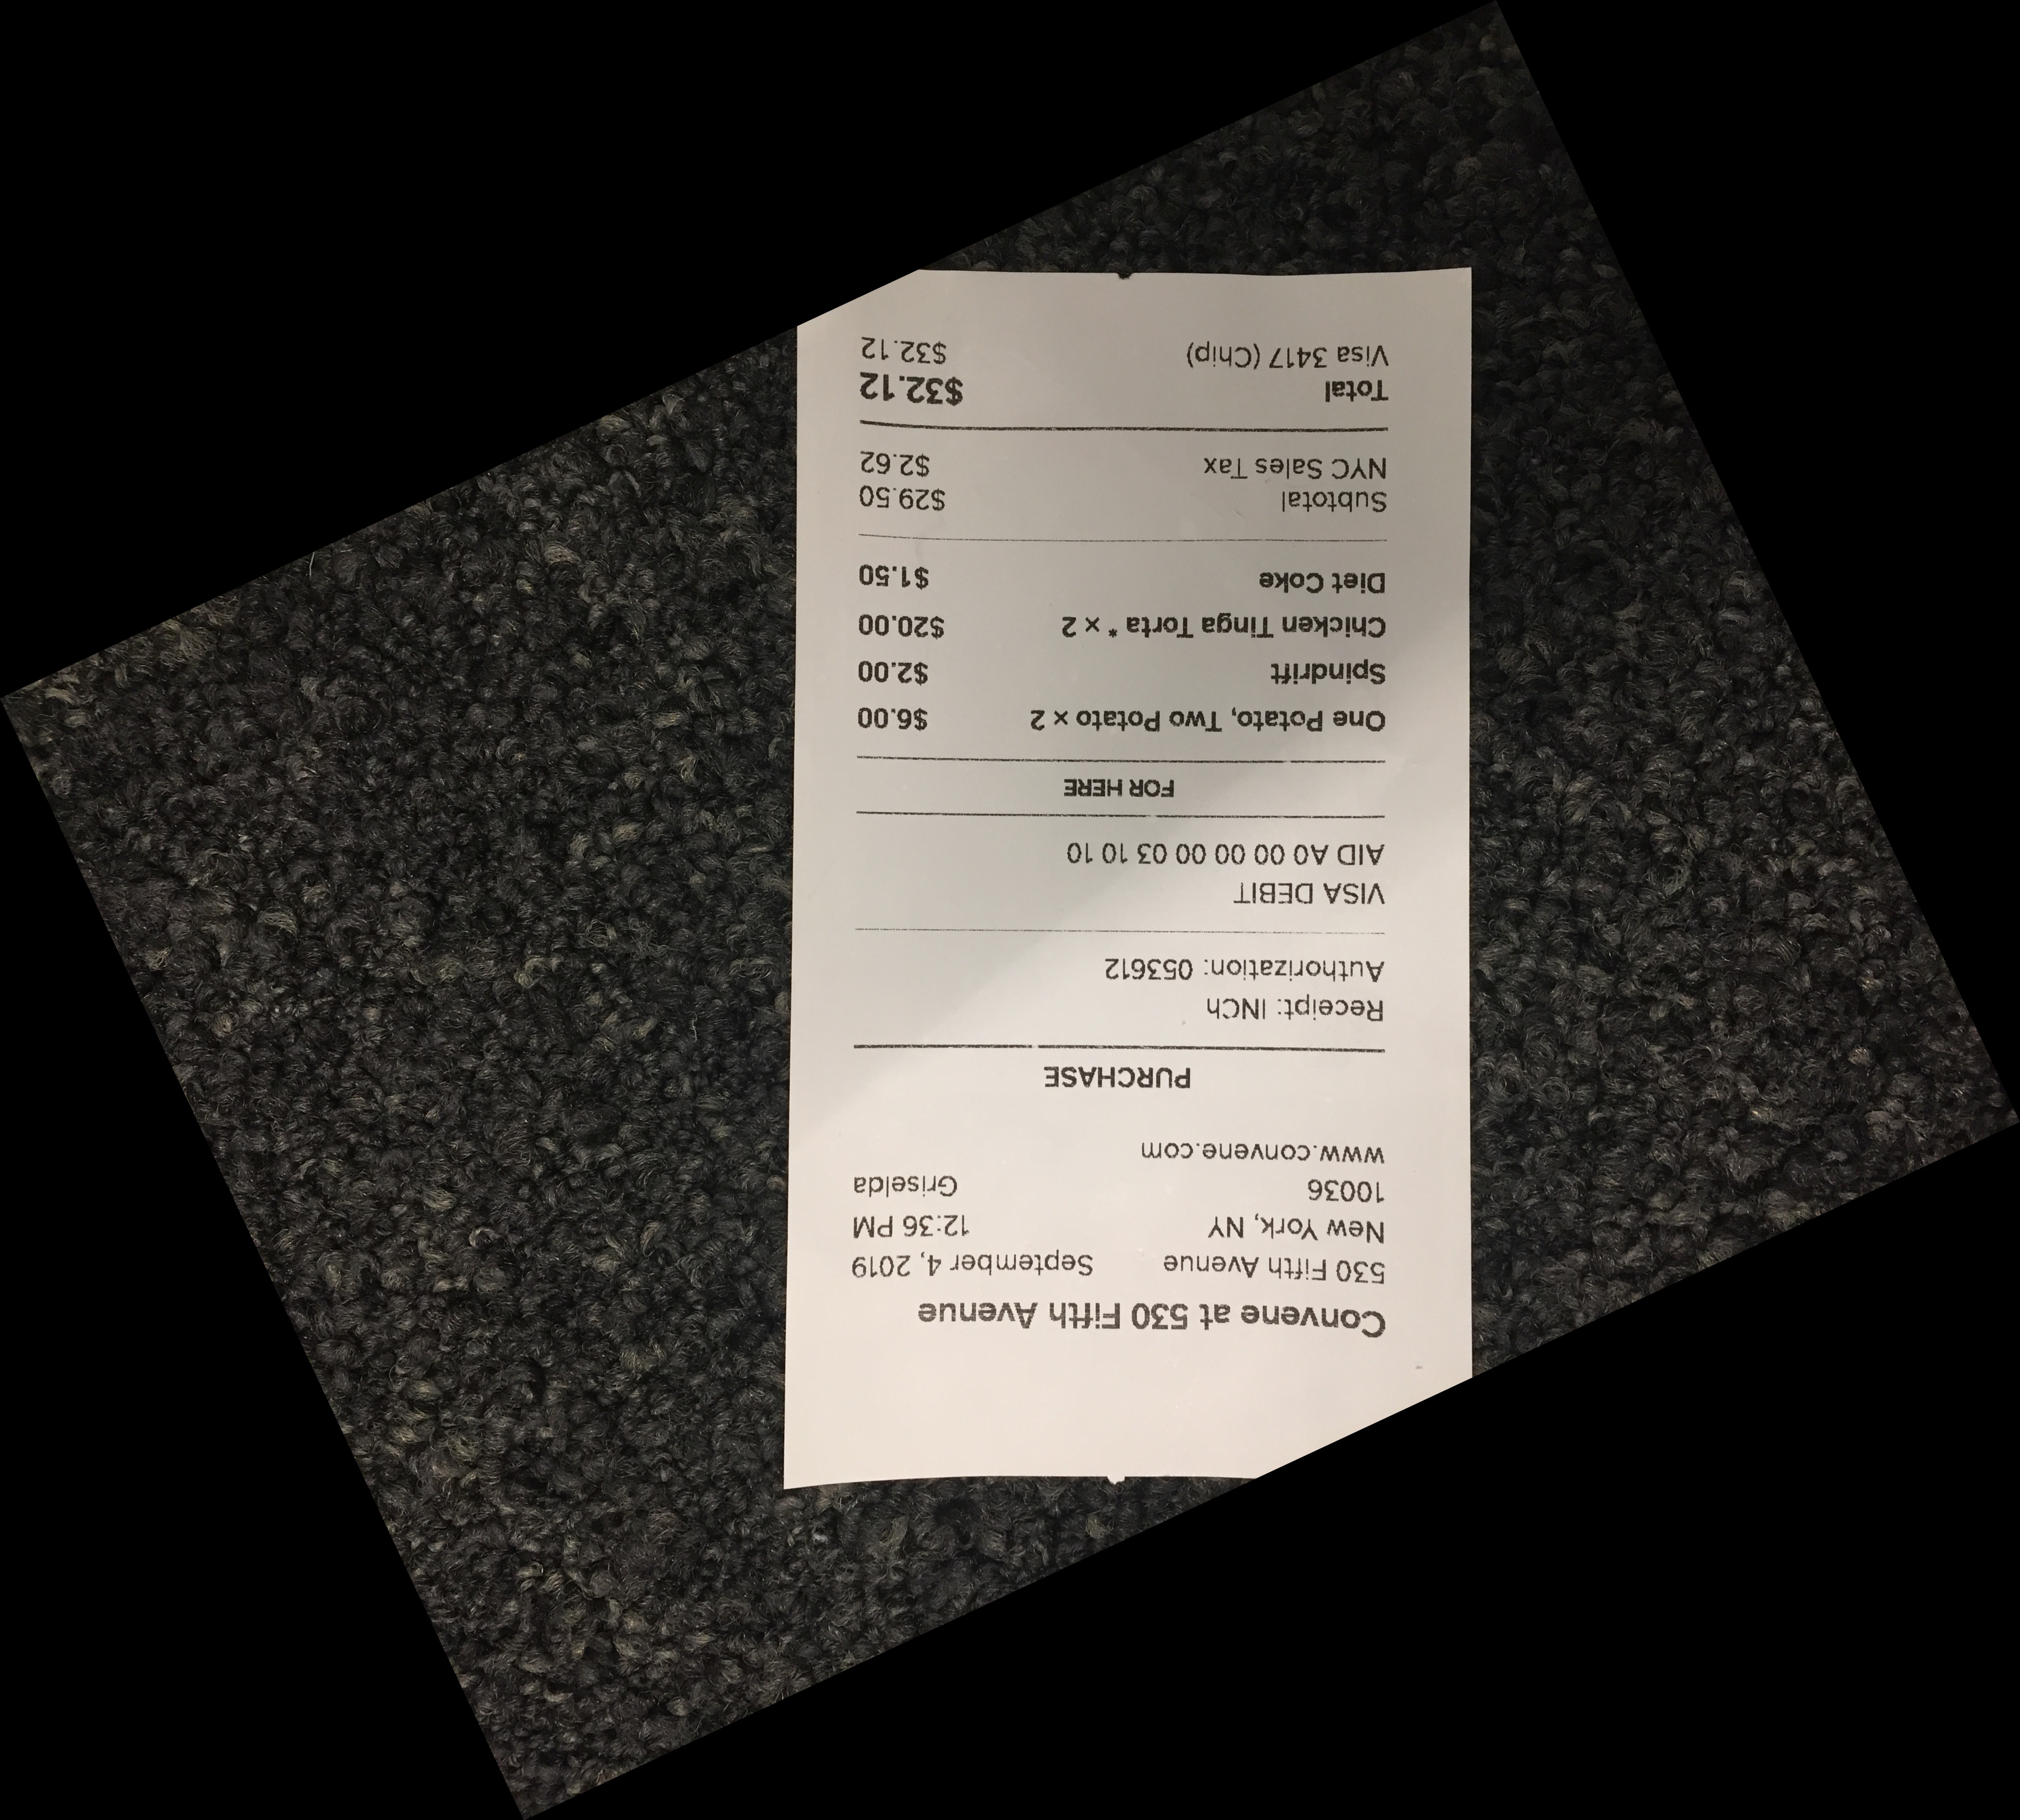 Convene at 530 Fifth Avenue
530 Fifth Avenue September 4, 2019
New York, NY 12:36 PM
10036 Griselda
www.convene.com
PURCHASE
Receipt: INCh
Authorization: 053612
VISA DEBIT
AID A0 00 00 00 03 10 10
FOR HERE
One Potato, Two Potato × 2 $6.00
Spindrift $2.00
Chicken Tinga Torta * × 2 $20.00
Diet Coke $1.50
Subtotal $29.50
NYC Sales Tax $2.62
Total $32.12
Visa 3417 (Chip) $32.12